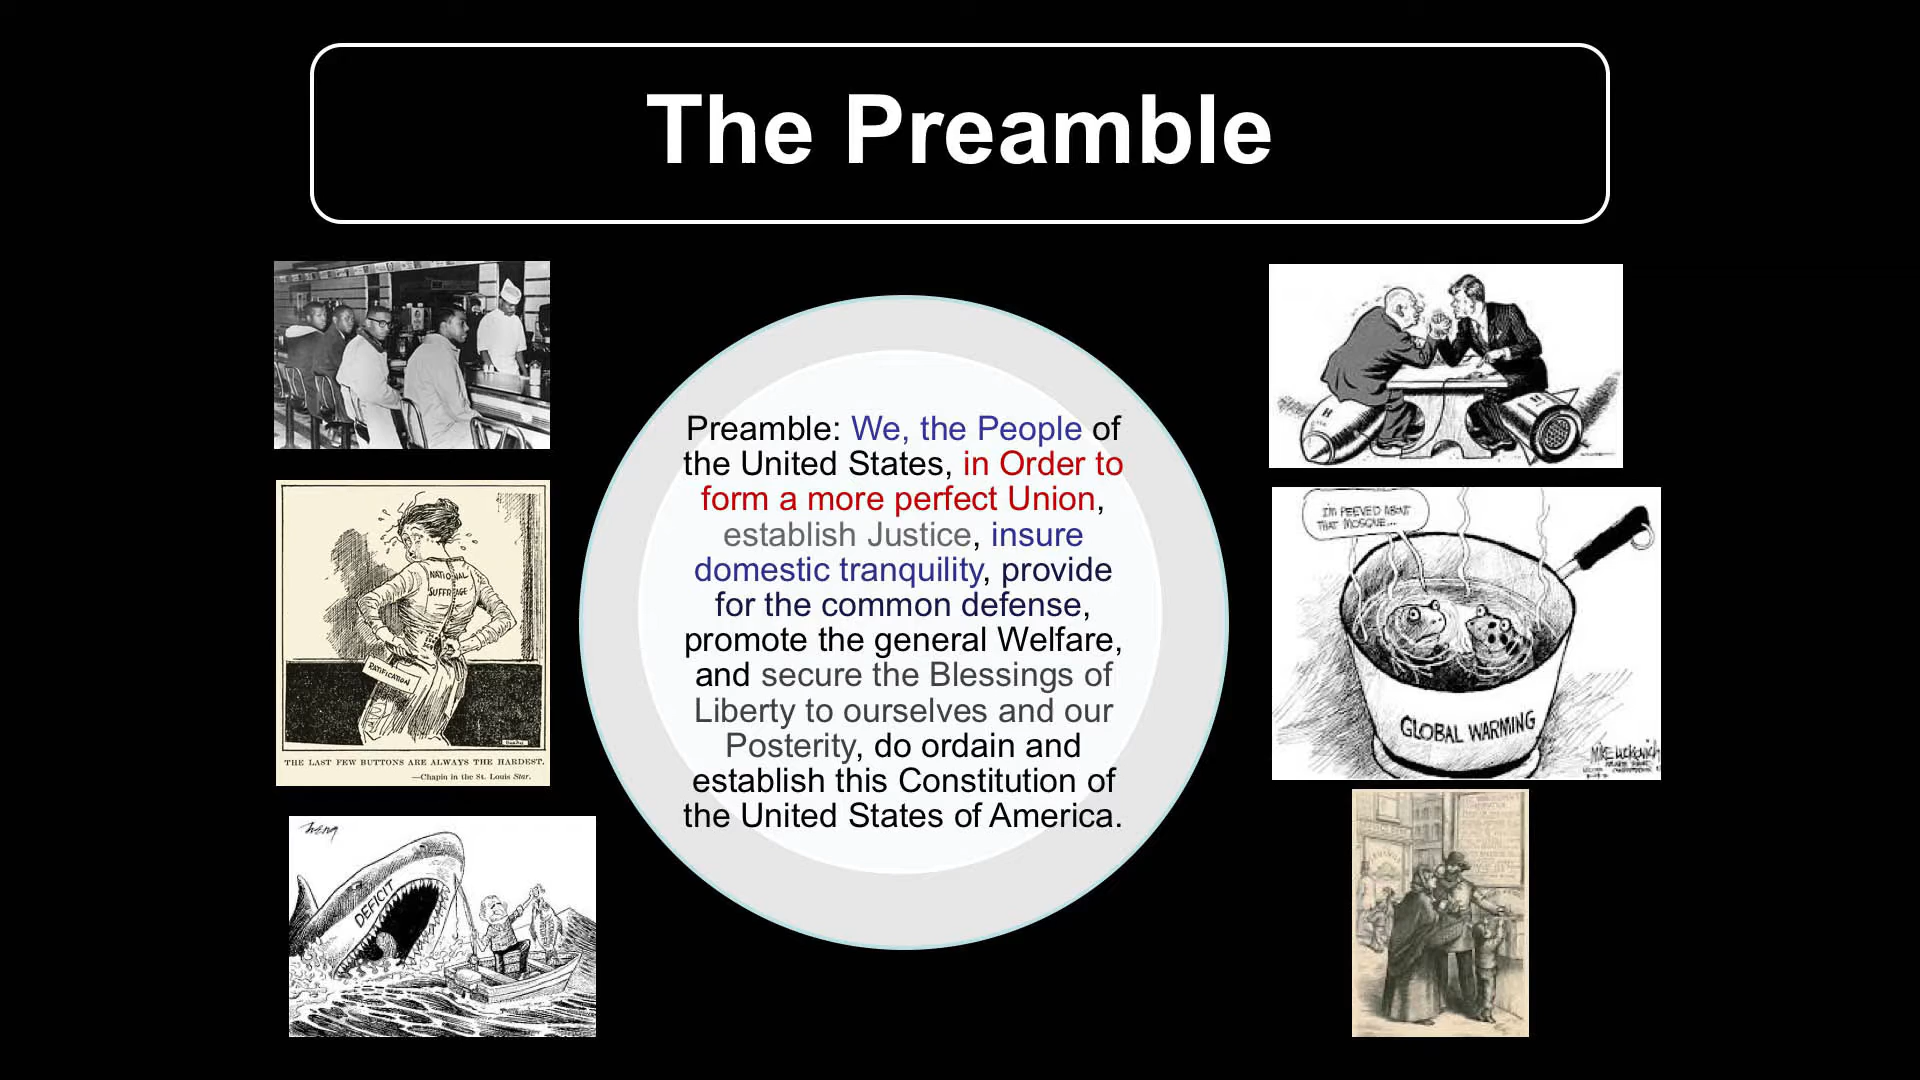 The Preamble
Preamble: We, the People of
the United States, in Order to
form a more perfect Union,
establish Justice, insure
domestic tranquility, provide
for the common defense,
promote the general Welfare,
and secure the Blessings of
Liberty to ourselves and our
Posterity, do ordain and
establish this Constitution of
the United States of America.
NATIONAL
SUFFRAGE
RATIFICATION
THE LAST FEW BUTTONS ARE ALWAYS THE HARDEST.
—Chapin in the St. Louis Star.
DEFICIT
H
H
I'M PEEVED ABOUT
THAT MOSQUE...
GLOBAL WARMING
MIKE LUCKOVICH